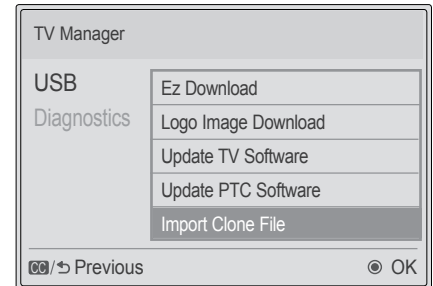 TV Manager
USB
Diagnostics
Ez Download
Logo Image Download
Update TV Software
Update PTC Software
Import Clone File
CC/ Previous
OK